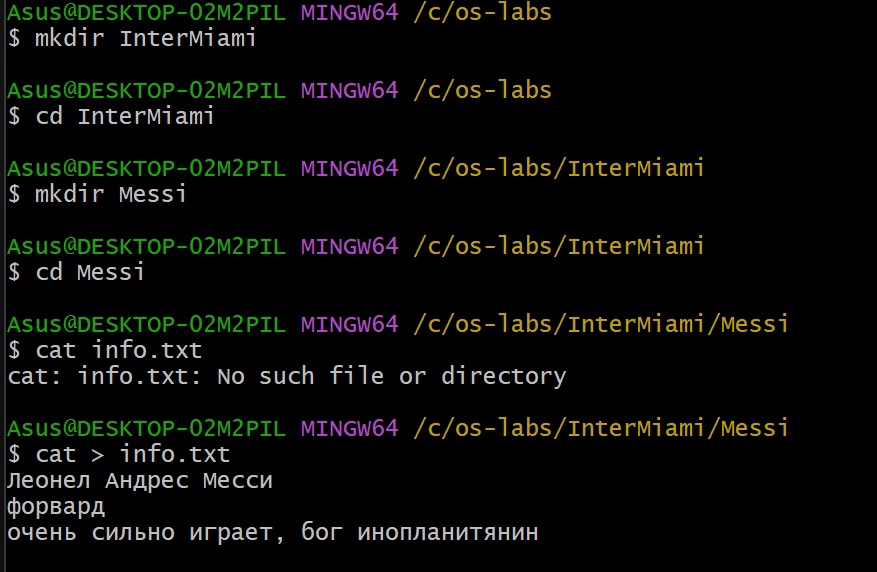 Asus@DESKTOP-O2M2PIL MINGW64 /c/os-labs
$ mkdir InterMiami
Asus@DESKTOP-O2M2PIL MINGW64 /c/os-labs
$ cd InterMiami
Asus@DESKTOP-O2M2PIL MINGW64 /c/os-labs/InterMiami
$ mkdir Messi
Asus@DESKTOP-O2M2PIL MINGW64 /c/os-labs/InterMiami
$ cd Messi
Asus@DESKTOP-O2M2PIL MINGW64 /c/os-labs/InterMiami/Messi
$ cat info.txt
cat: info.txt: No such file or directory
Asus@DESKTOP-O2M2PIL MINGW64 /c/os-labs/InterMiami/Messi
$ cat > info.txt
Леонел Андрес Месси
форвард
очень сильно играет, бог инопланитянин